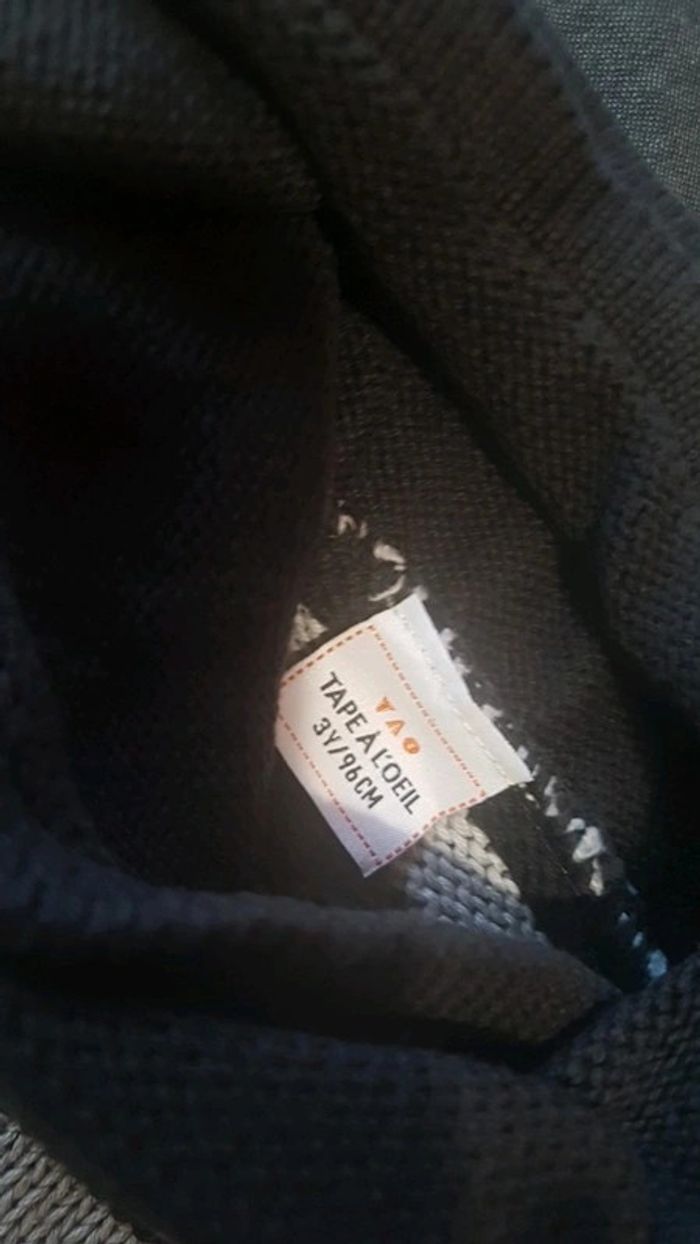 TAO
TAPE À L'OEIL
3Y/96CM